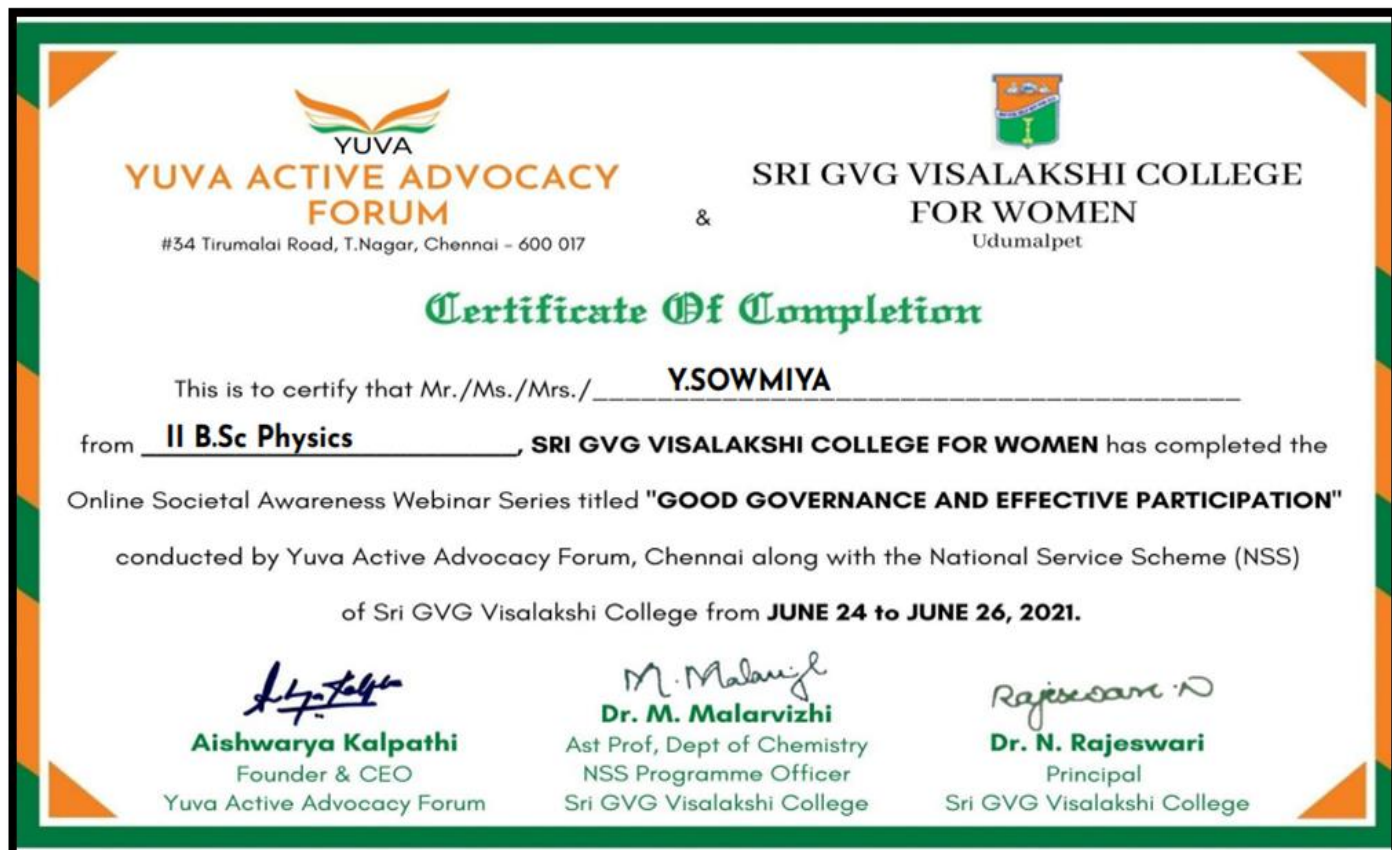 YUVA
YUVA ACTIVE ADVOCACY
FORUM
#34 Tirumalai Road, T.Nagar, Chennai - 600 017
&
SRI GVG VISALAKSHI COLLEGE
FOR WOMEN
Udumalpet
Certificate Of Completion
This is to certify that Mr./Ms./Mrs./ Y.SOWMIYA
from II B.Sc Physics, SRI GVG VISALAKSHI COLLEGE FOR WOMEN has completed the
Online Societal Awareness Webinar Series titled "GOOD GOVERNANCE AND EFFECTIVE PARTICIPATION"
conducted by Yuva Active Advocacy Forum, Chennai along with the National Service Scheme (NSS)
of Sri GVG Visalakshi College from JUNE 24 to JUNE 26, 2021.
Aishwarya Kalpathi
Founder & CEO
Yuva Active Advocacy Forum
Dr. M. Malarvizhi
Ast Prof, Dept of Chemistry
NSS Programme Officer
Sri GVG Visalakshi College
Rajeswari.N
Dr. N. Rajeswari
Principal
Sri GVG Visalakshi College